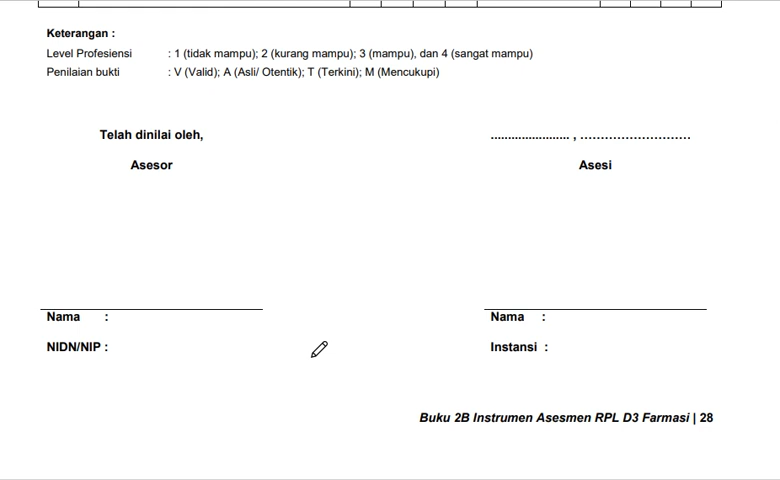 Keterangan :
Level Profesiensi : 1 (tidak mampu); 2 (kurang mampu); 3 (mampu), dan 4 (sangat mampu)
Penilaian bukti : V (Valid); A (Asli/ Otentik); T (Terkini); M (Mencukupi)
Telah dinilai oleh, ....................... , ...........................
Asesor Asesi
Nama : Nama :
NIDN/NIP : Instansi :
Buku 2B Instrumen Asesmen RPL D3 Farmasi | 28